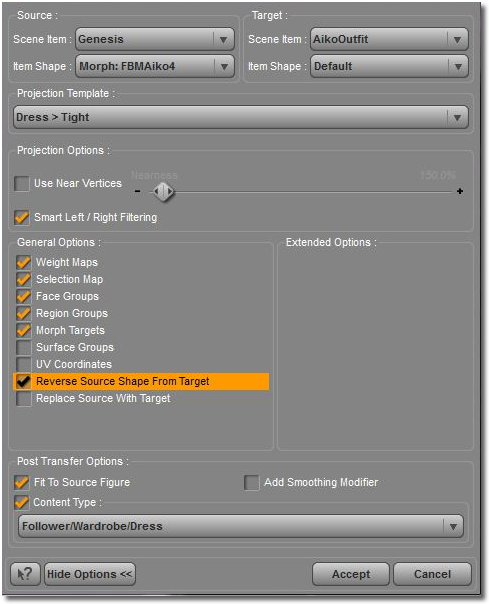 Source : Target :
Scene Item : Genesis Scene Item : AikoOutfit
Item Shape : Morph: FBMAiko4 Item Shape : Default
Projection Template :
Dress > Tight
Projection Options :
Nearness 150.0%
Use Near Vertices - +
Smart Left / Right Filtering
General Options : Extended Options :
Weight Maps
Selection Map
Face Groups
Region Groups
Morph Targets
Surface Groups
UV Coordinates
Reverse Source Shape From Target
Replace Source With Target
Post Transfer Options :
Fit To Source Figure Add Smoothing Modifier
Content Type :
Follower/Wardrobe/Dress
? Hide Options << Accept Cancel